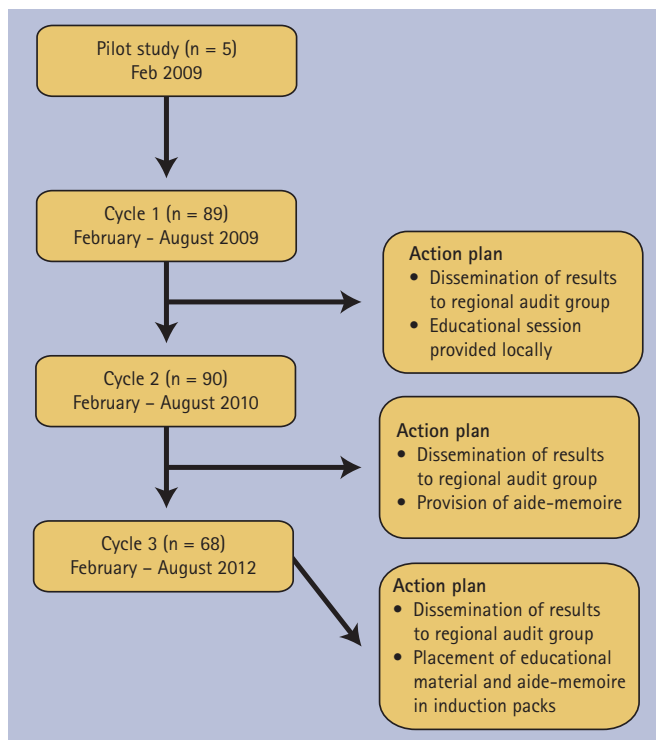 Pilot study (n = 5)
Feb 2009
Cycle 1 (n = 89)
February - August 2009
Action plan
• Dissemination of results
to regional audit group
• Educational session
provided locally
Cycle 2 (n = 90)
February – August 2010
Action plan
• Dissemination of results
to regional audit group
• Provision of aide-memoire
Cycle 3 (n = 68)
February – August 2012
Action plan
• Dissemination of results
to regional audit group
• Placement of educational
material and aide-memoire
in induction packs